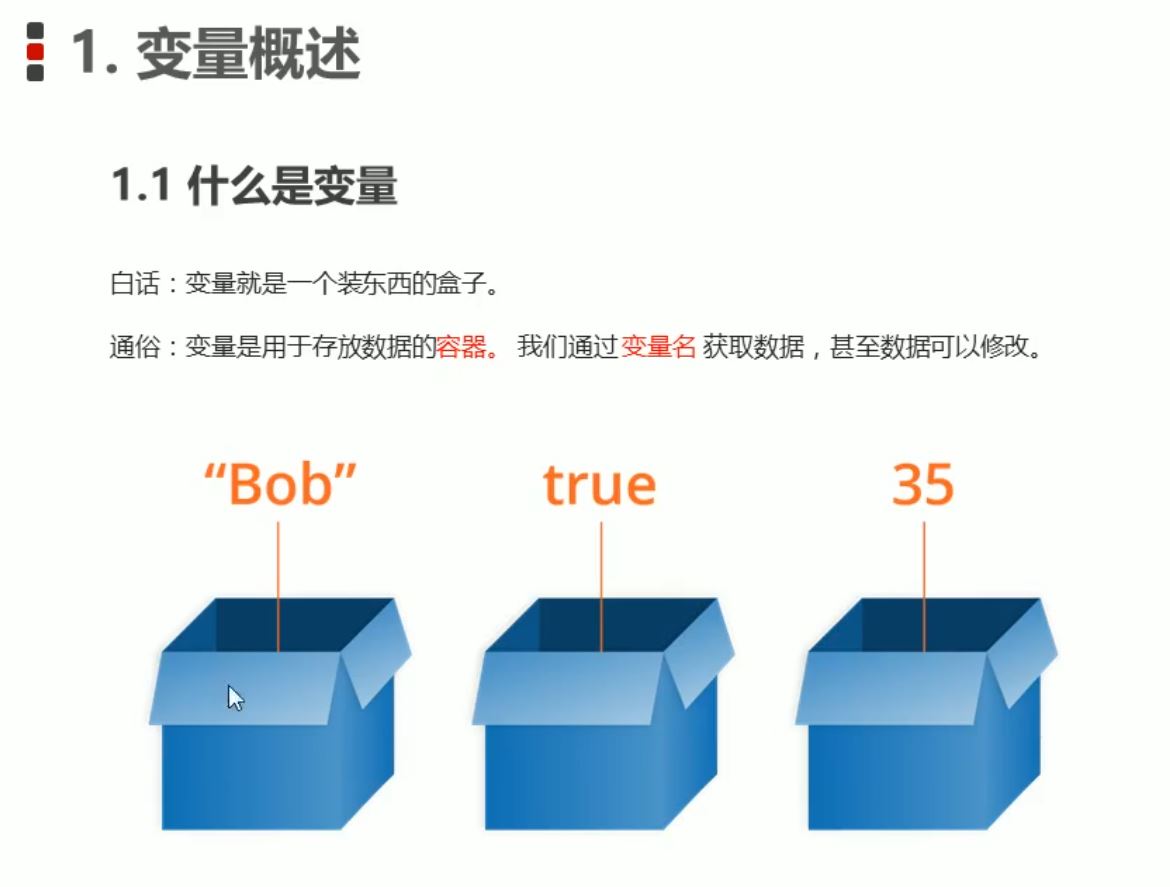 1. 变量概述
1.1 什么是变量
白话：变量就是一个装东西的盒子。
通俗：变量是用于存放数据的容器。 我们通过 变量名 获取数据，甚至数据可以修改。
“Bob” true 35